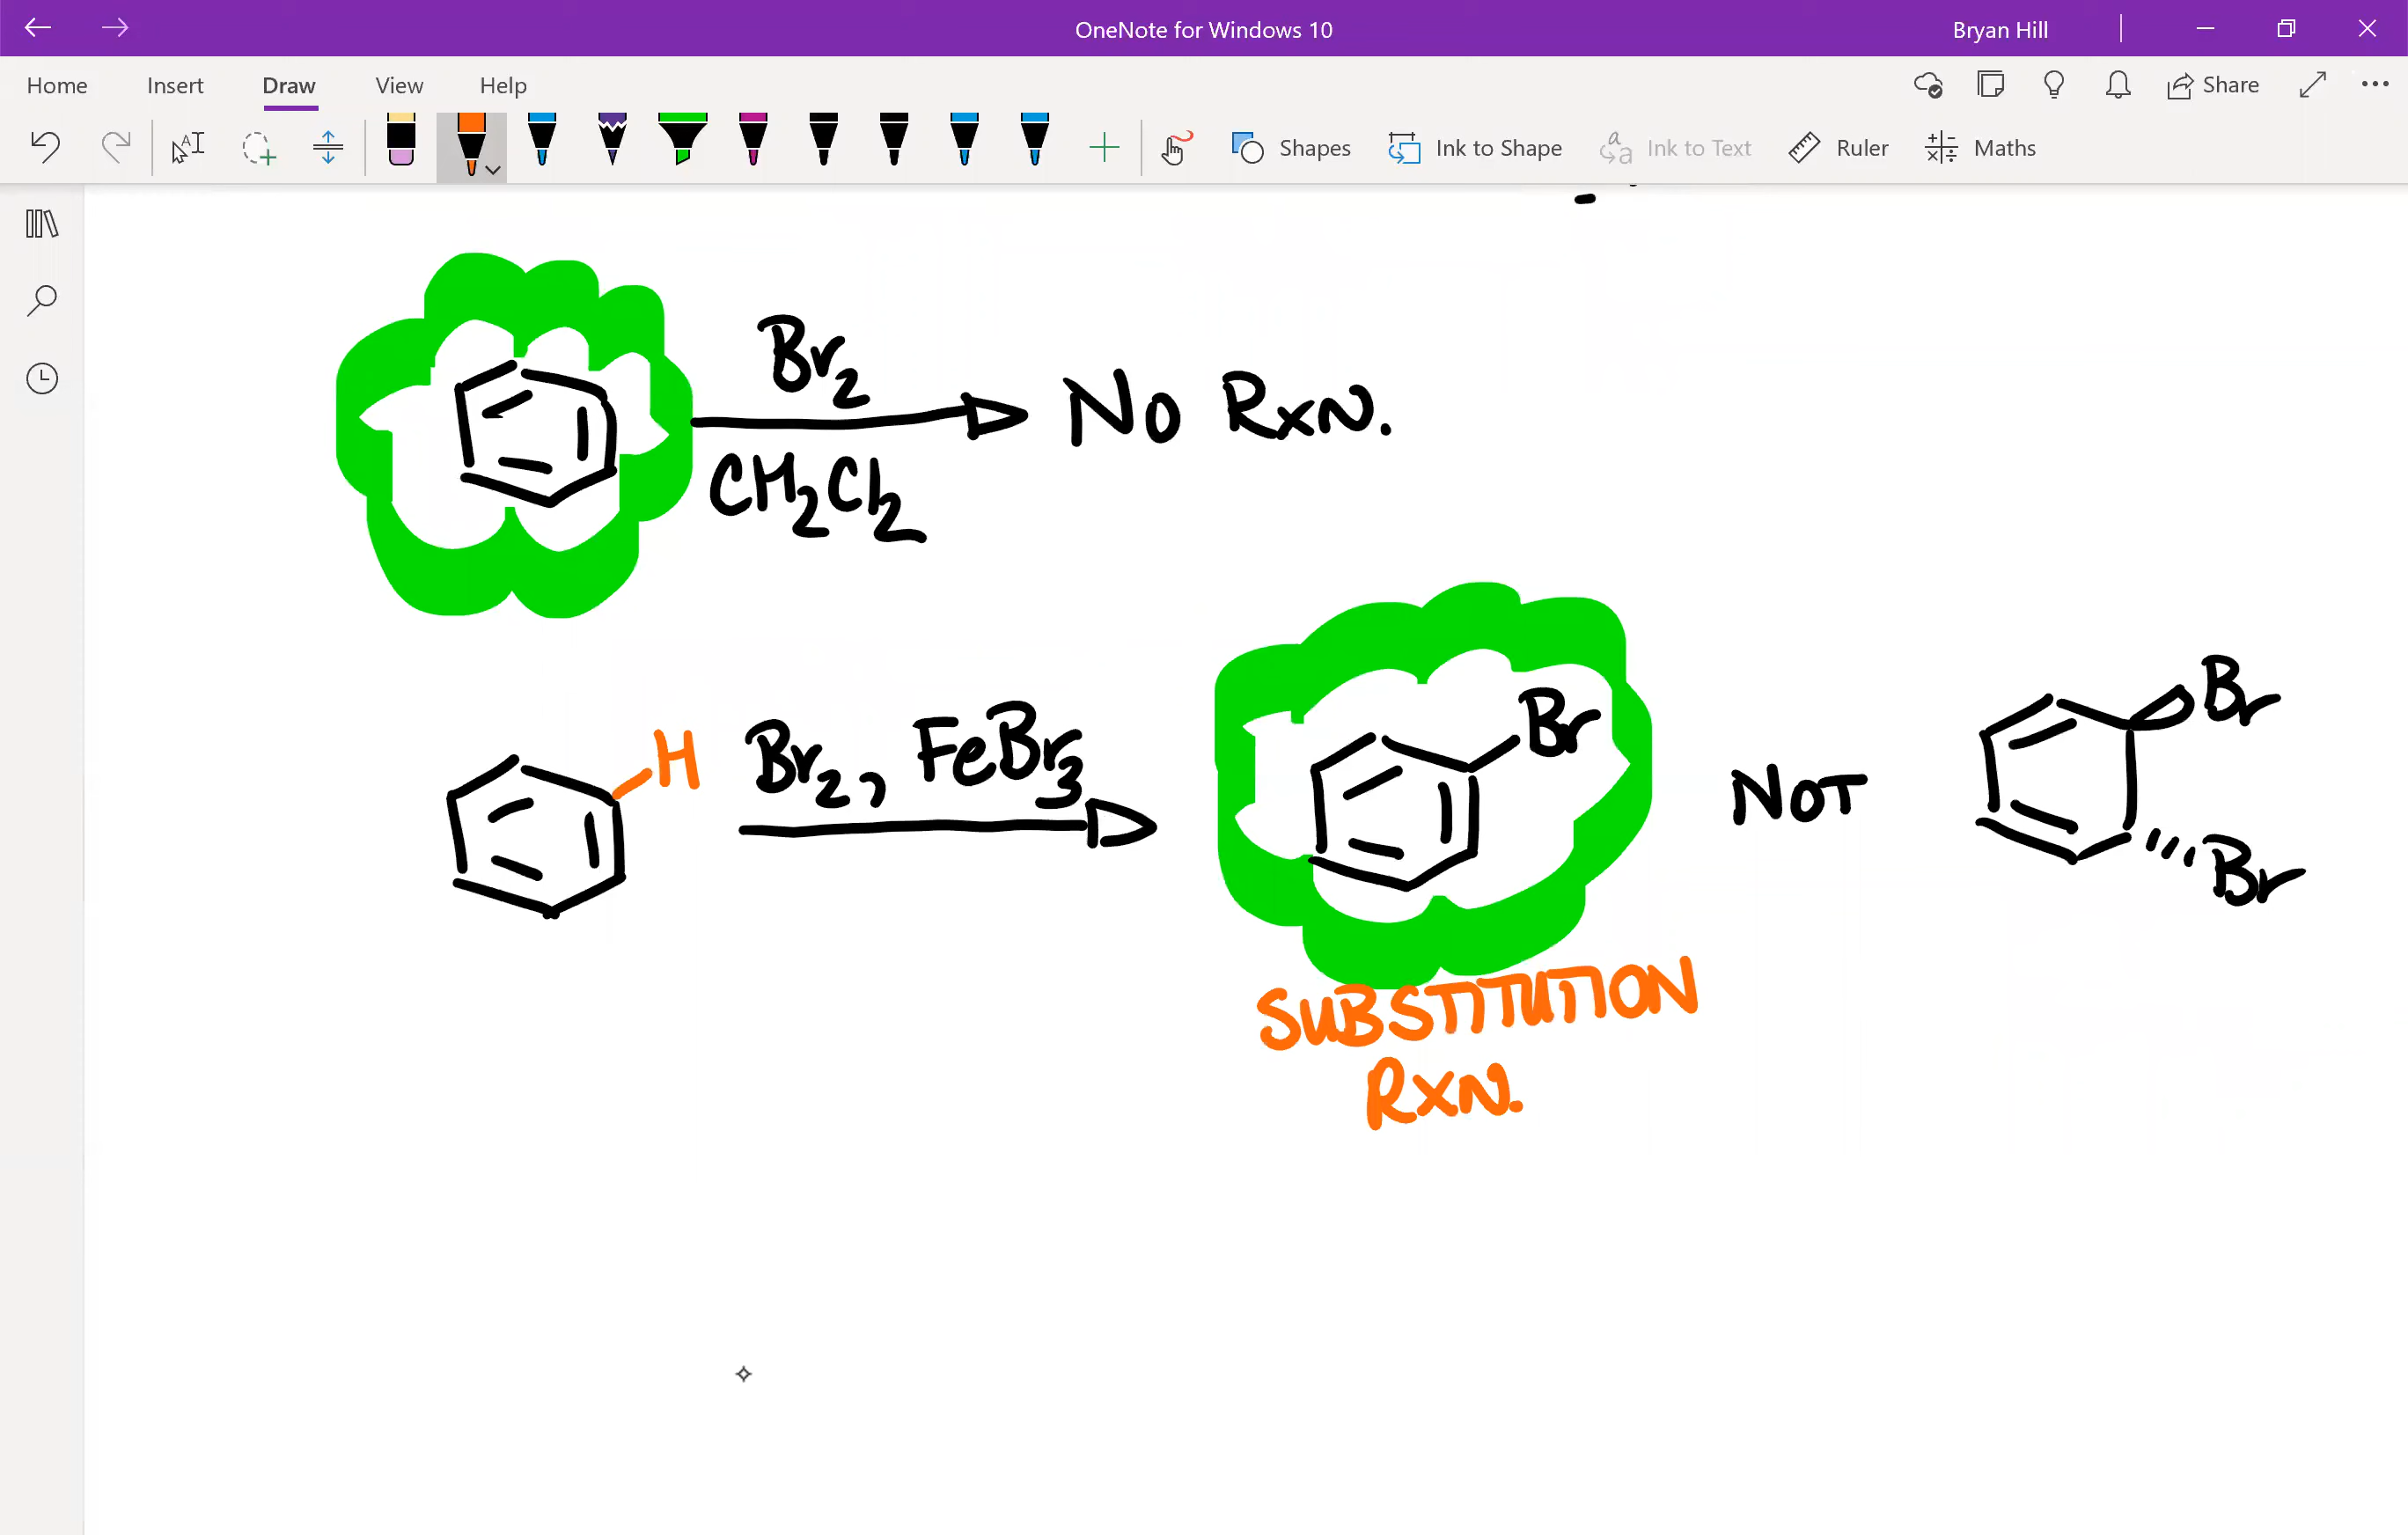 OneNote for Windows 10
Bryan Hill
Home Insert Draw View Help
Share
Shapes Ink to Shape Ink to Text Ruler Maths
Br2
No Rxn.
CH2Cl2
Br
H
Br2, FeBr3
Br
NOT
Br
SUBSTITUTION
RXN.